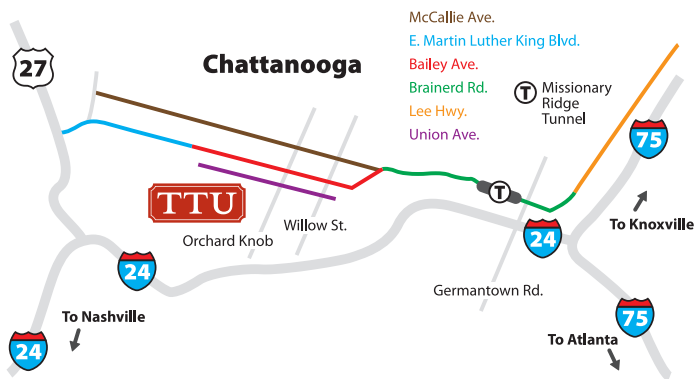 McCallie Ave.
E. Martin Luther King Blvd.
Bailey Ave.
Brainerd Rd.
Lee Hwy.
Union Ave.
27
Chattanooga
T
Missionary
Ridge
Tunnel
75
T
TTU
Orchard Knob
Willow St.
To Knoxville
24
24
Germantown Rd.
To Nashville
75
To Atlanta
24